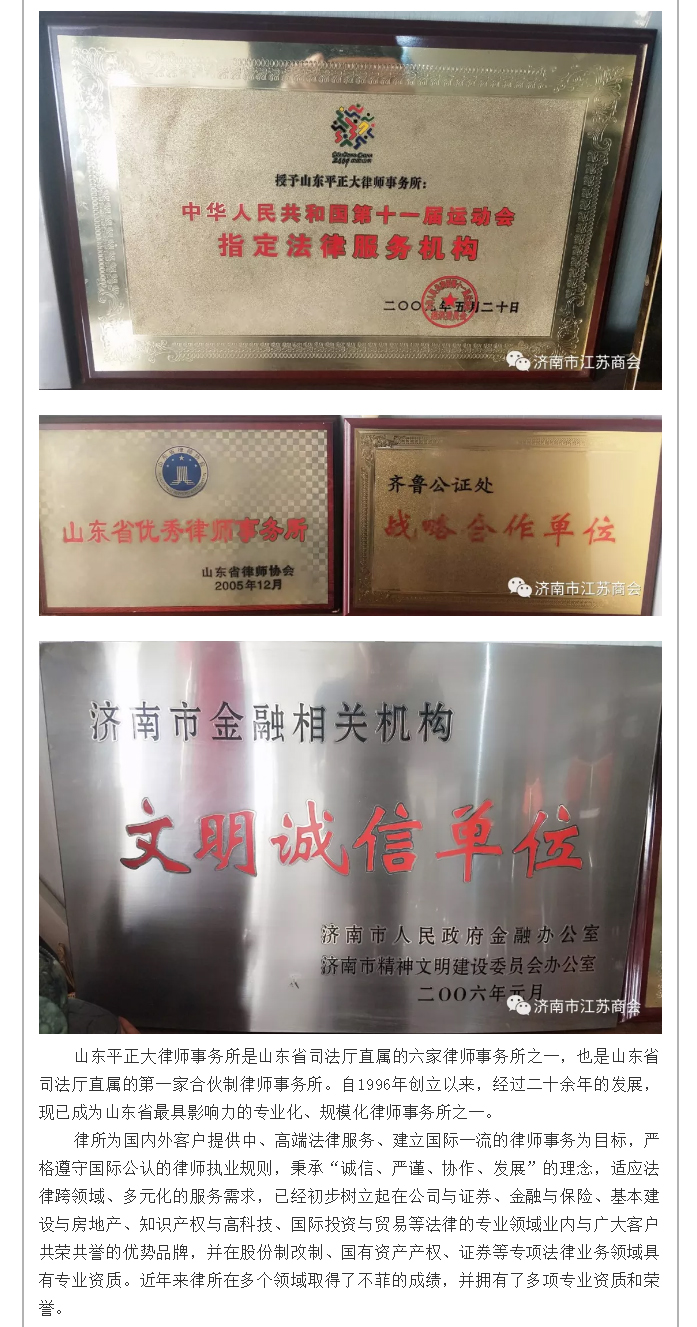 授予山东平正大律师事务所：
中华人民共和国第十一届运动会
指定法律服务机构
二〇〇九年五月二十日
济南市江苏商会
山东省优秀律师事务所
山东省律师协会
2005年12月
齐鲁公证处
战略合作单位
济南市江苏商会
济南市金融相关机构
文明诚信单位
济南市人民政府金融办公室
济南市精神文明建设委员会办公室
二〇〇六年元月
济南市江苏商会
山东平正大律师事务所是山东省司法厅直属的六家律师事务所之一，也是山东省
司法厅直属的第一家合伙制律师事务所。自1996年创立以来，经过二十余年的发展，
现已成为山东省最具影响力的专业化、规模化律师事务所之一。
律所为国内外客户提供中、高端法律服务、建立国际一流的律师事务为目标，严
格遵守国际公认的律师执业规则，秉承“诚信、严谨、协作、发展”的理念，适应法
律跨领域、多元化的服务需求，已经初步树立起在公司与证券、金融与保险、基本建
设与房地产、知识产权与高科技、国际投资与贸易等法律的专业领域业内与广大客户
共荣共誉的优势品牌，并在股份制改制、国有资产产权、证券等专项法律业务领域具
有专业资质。近年来律所在多个领域取得了不菲的成绩，并拥有了多项专业资质和荣
誉。